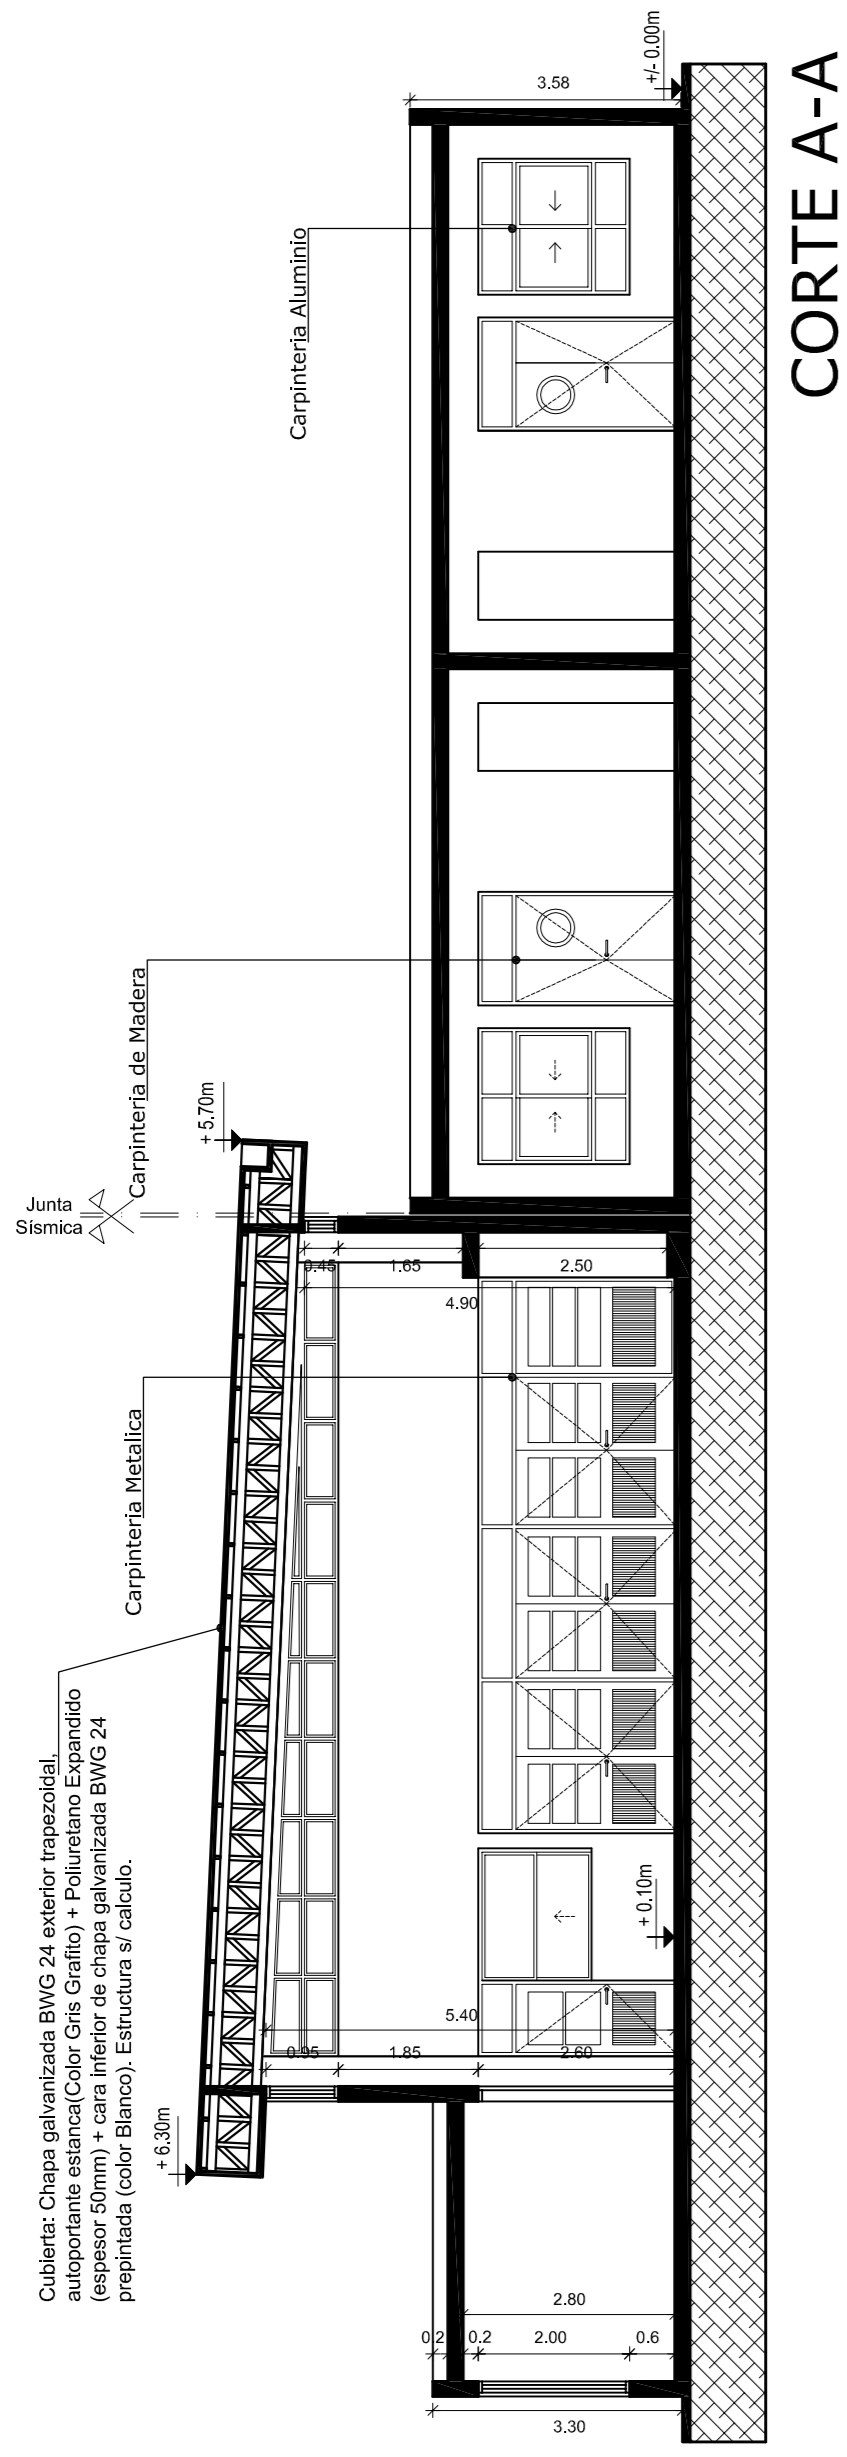 Cubierta: Chapa galvanizada BWG 24 exterior trapezoidal,
autoportante estanca(Color Gris Grafito) + Poliuretano Expandido
(espesor 50mm) + cara inferior de chapa galvanizada BWG 24
prepintada (color Blanco). Estructura s/ calculo.
+ 6.30m
Carpinteria Metalica
Junta
Sísmica
+ 5.70m
Carpinteria de Madera
Carpinteria Aluminio
3.58
+/- 0.00m
0.45
1.65
2.50
4.90
5.40
0.95
1.85
2.60
+ 0.10m
2.80
0.2
0.2
2.00
0.6
3.30
CORTE A-A